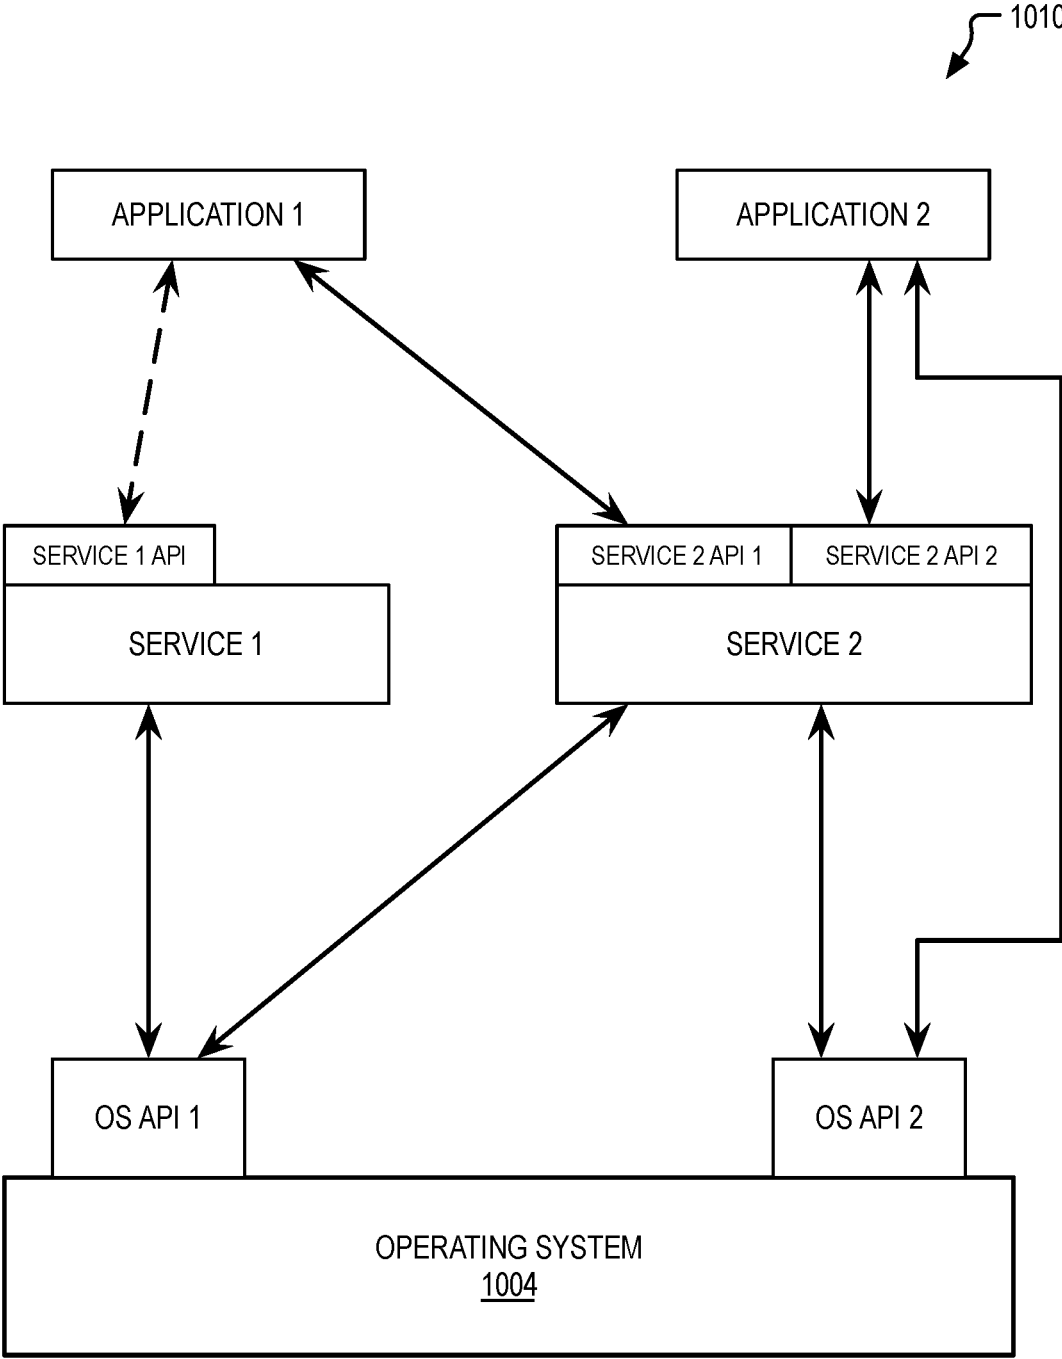 1010
APPLICATION 1
APPLICATION 2
SERVICE 1 API
SERVICE 2 API 1
SERVICE 2 API 2
SERVICE 1
SERVICE 2
OS API 1
OS API 2
OPERATING SYSTEM
1004